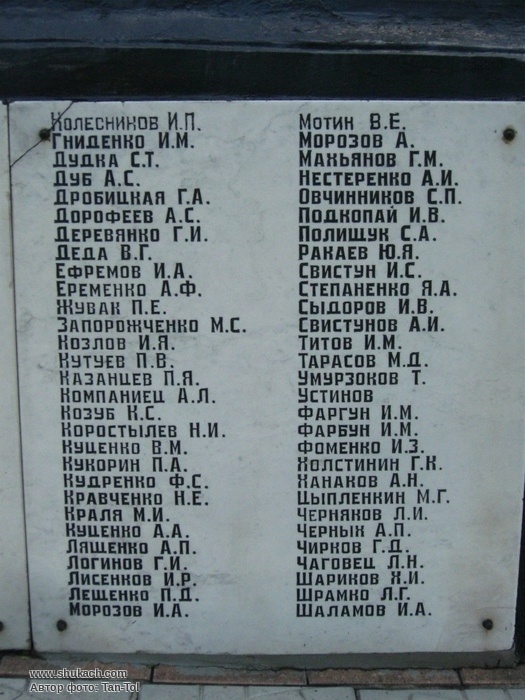 Колесников И.П.
Гниденко И.М.
Дудка С.Т.
Дуб А.С.
Дробицкая Г.А.
Дорофеев А.С.
Деревянко Г.И.
Деда В.Г.
Ефремов И.А.
Еременко А.Ф.
Жувак П.Е.
Запорожченко М.С.
Козлов И.Я.
Кутуев П.В.
Казанцев П.Я.
Компаниец А.Л.
Козуб К.С.
Коростылев Н.И.
Куценко В.М.
Кукорин П.А.
Кудренко Ф.С.
Кравченко Н.Е.
Краля М.И.
Куценко А.А.
Лященко А.П.
Логинов Г.И.
Лисенков И.Р.
Лещенко П.Д.
Морозов И.А.
Мотин В.Е.
Морозов А.
Махьянов Г.М.
Нестеренко А.И.
Овчинников С.П.
Подкопай И.В.
Полищук С.А.
Ракаев Ю.Я.
Свистун И.С.
Степаненко Я.А.
Сыдоров И.В.
Свистунов А.И.
Титов И.М.
Тарасов М.Д.
Умурзоков Т.
Устинов
Фаргун И.М.
Фарбун И.М.
Фоменко И.З.
Холстинин Г.К.
Ханаков А.Н.
Цыпленкин М.Г.
Черняков Л.И.
Черных А.П.
Чирков Г.Д.
Чаговец Л.Н.
Шариков Х.И.
Шрамко Л.Г.
Шаламов И.А.
www.shukach.com
Автор фото: Tan-Tol